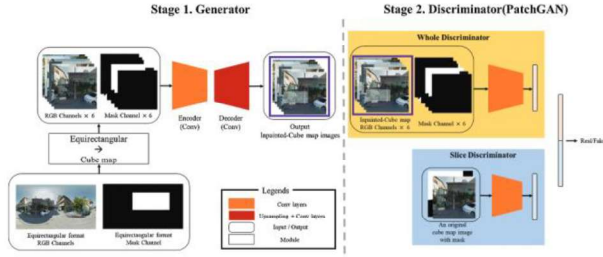 Stage 1. Generator
Stage 2. Discriminator(PatchGAN)
RGB Channels × 6
Mask Channel × 6
Encoder
(Conv)
Decoder
(Conv)
Output
Inpainted-Cube map images
Equirectangular
→
Cube map
Equirectangular format
RGB Channels
Equirectangular format
Mask Channel
Legends
Conv layers
Upsampling + Conv layers
Input / Output
Module
Whole Discriminator
Inpainted-Cube map
RGB Channels × 6
Mask Channel × 6
Slice Discriminator
An original
cube map image
with mask
Real/Fake